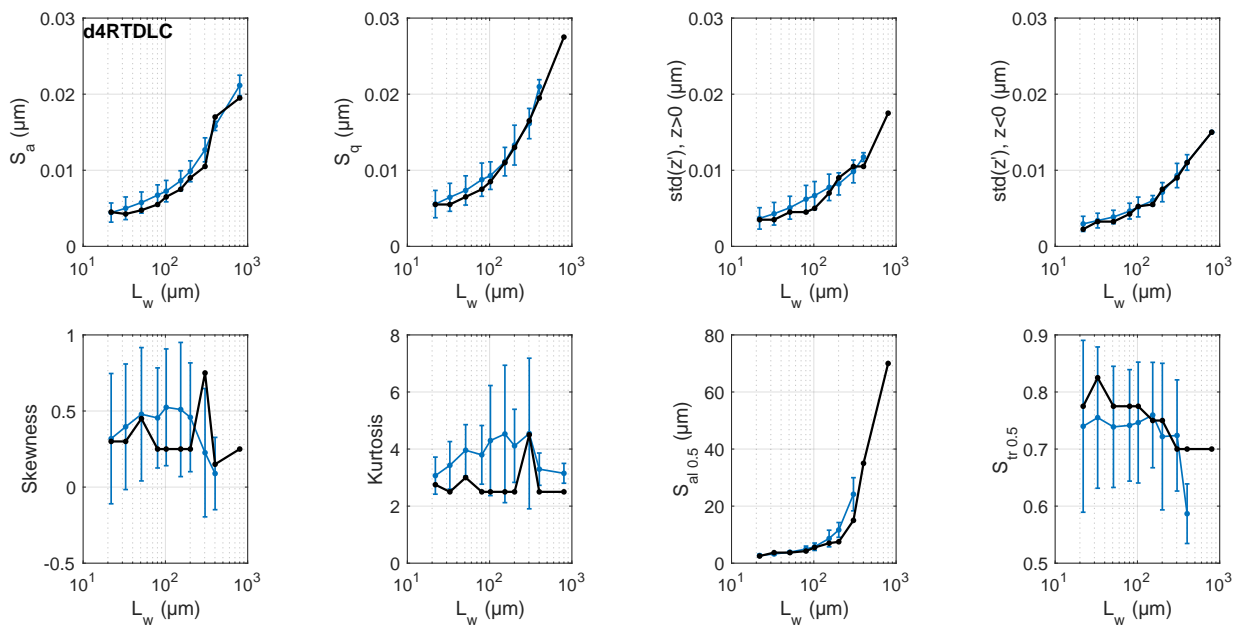 d4RTDLC
0.03
0.02
0.01
0
S_a (μm)
10^1 10^2 10^3
L_w (μm)
0.03
0.02
0.01
0
S_q (μm)
10^1 10^2 10^3
L_w (μm)
0.03
0.02
0.01
0
std(z'), z>0 (μm)
10^1 10^2 10^3
L_w (μm)
0.03
0.02
0.01
0
std(z'), z<0 (μm)
10^1 10^2 10^3
L_w (μm)
1
0.5
0
-0.5
Skewness
10^1 10^2 10^3
L_w (μm)
8
6
4
2
0
Kurtosis
10^1 10^2 10^3
L_w (μm)
80
60
40
20
0
S_al 0.5 (μm)
10^1 10^2 10^3
L_w (μm)
0.9
0.8
0.7
0.6
0.5
S_tr 0.5
10^1 10^2 10^3
L_w (μm)